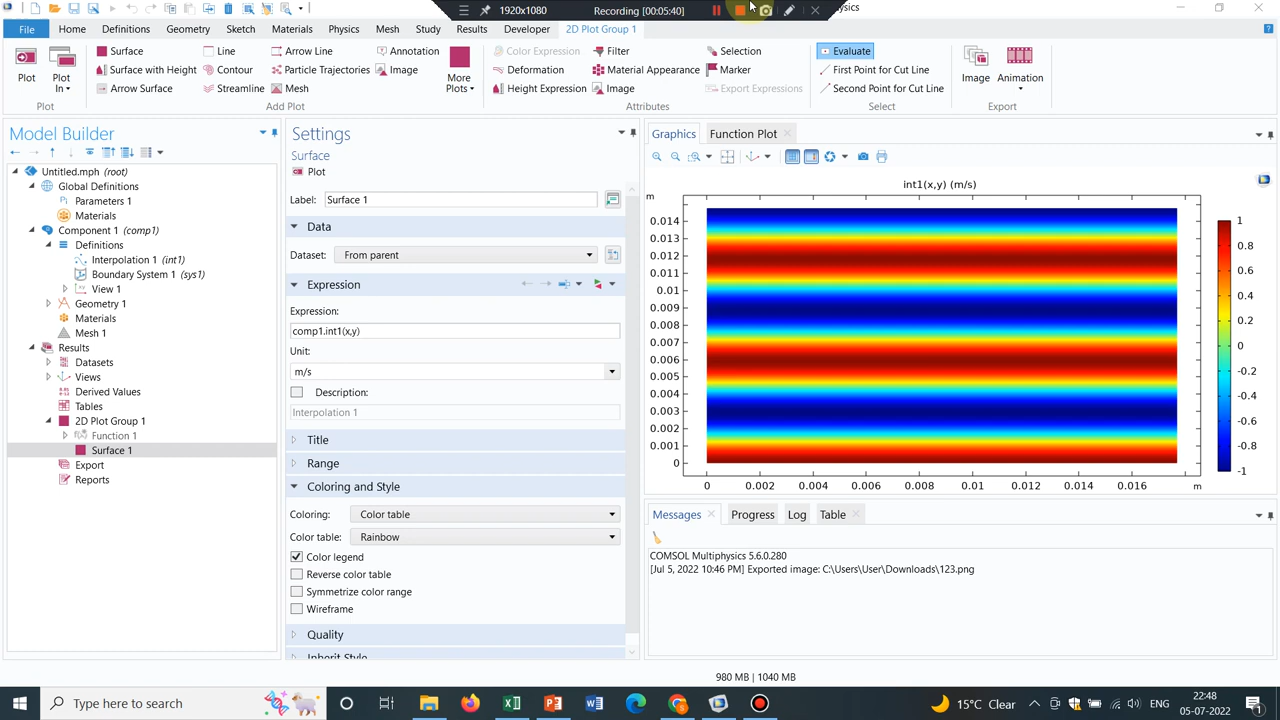 1920x1080
Recording [00:05:40]
File
Home
Definitions
Geometry
Sketch
Materials
Physics
Mesh
Study
Results
Developer
2D Plot Group 1
Plot
Plot In
Surface
Surface with Height
Arrow Surface
Line
Contour
Streamline
Arrow Line
Particle Trajectories
Mesh
Annotation
Image
More Plots
Color Expression
Deformation
Height Expression
Filter
Material Appearance
Image
Selection
Marker
Export Expressions
Evaluate
First Point for Cut Line
Second Point for Cut Line
Image
Animation
Plot
Add Plot
Attributes
Select
Export
Model Builder
Untitled.mph (root)
Global Definitions
Parameters 1
Materials
Component 1 (comp1)
Definitions
Interpolation 1 (int1)
Boundary System 1 (sys1)
View 1
Geometry 1
Materials
Mesh 1
Results
Datasets
Views
Derived Values
Tables
2D Plot Group 1
Function 1
Surface 1
Export
Reports
Settings
Surface
Plot
Label: Surface 1
Data
Dataset: From parent
Expression
Expression:
comp1.int1(x,y)
Unit:
m/s
Description:
Interpolation 1
Title
Range
Coloring and Style
Coloring: Color table
Color table: Rainbow
Color legend
Reverse color table
Symmetrize color range
Wireframe
Quality
Inherit Style
Graphics
Function Plot
int1(x,y) (m/s)
m
0.014
0.013
0.012
0.011
0.01
0.009
0.008
0.007
0.006
0.005
0.004
0.003
0.002
0.001
0
0 0.002 0.004 0.006 0.008 0.01 0.012 0.014 0.016 m
1
0.8
0.6
0.4
0.2
0
-0.2
-0.4
-0.6
-0.8
-1
Messages
Progress
Log
Table
COMSOL Multiphysics 5.6.0.280
[Jul 5, 2022 10:46 PM] Exported image: C:\Users\User\Downloads\123.png
980 MB | 1040 MB
Type here to search
15°C Clear
ENG
22:48
05-07-2022
1